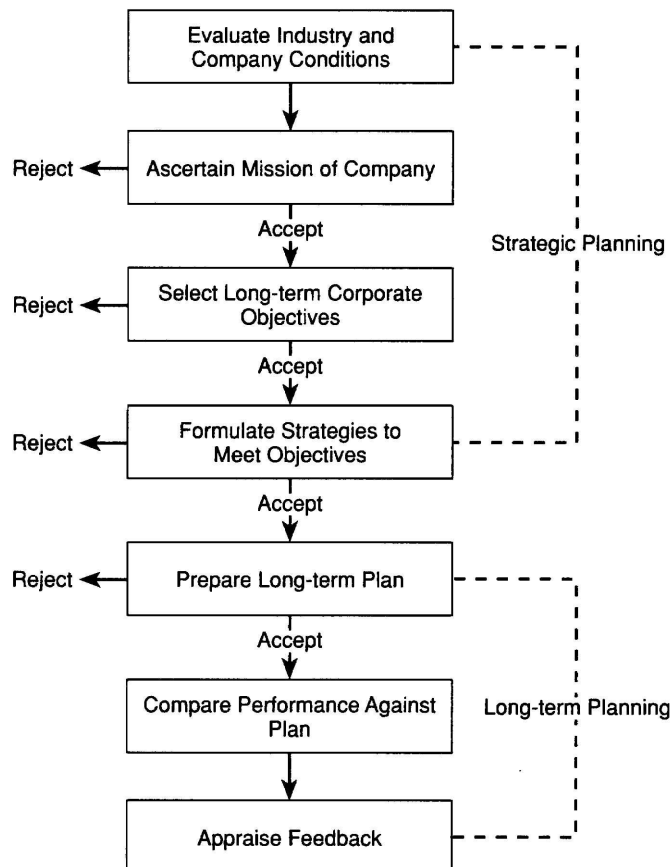 Evaluate Industry and
Company Conditions
Reject
Ascertain Mission of Company
Accept
Strategic Planning
Reject
Select Long-term Corporate
Objectives
Accept
Reject
Formulate Strategies to
Meet Objectives
Accept
Reject
Prepare Long-term Plan
Accept
Compare Performance Against
Plan
Long-term Planning
Appraise Feedback